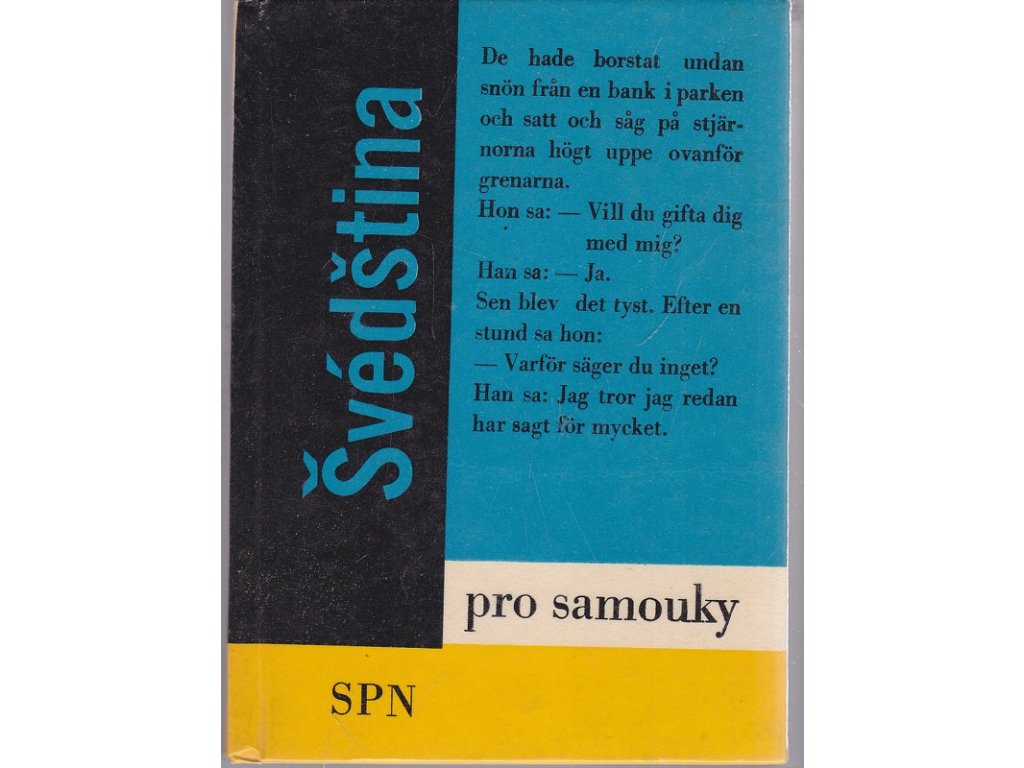 Švédština
De hade borstat undan
snön från en bank i parken
och satt och såg på stjär-
norna högt uppe ovanför
grenarna.
Hon sa: — Vill du gifta dig
med mig?
Han sa: — Ja.
Sen blev det tyst. Efter en
stund sa hon:
— Varför säger du inget?
Han sa: Jag tror jag redan
har sagt för mycket.
pro samouky
SPN